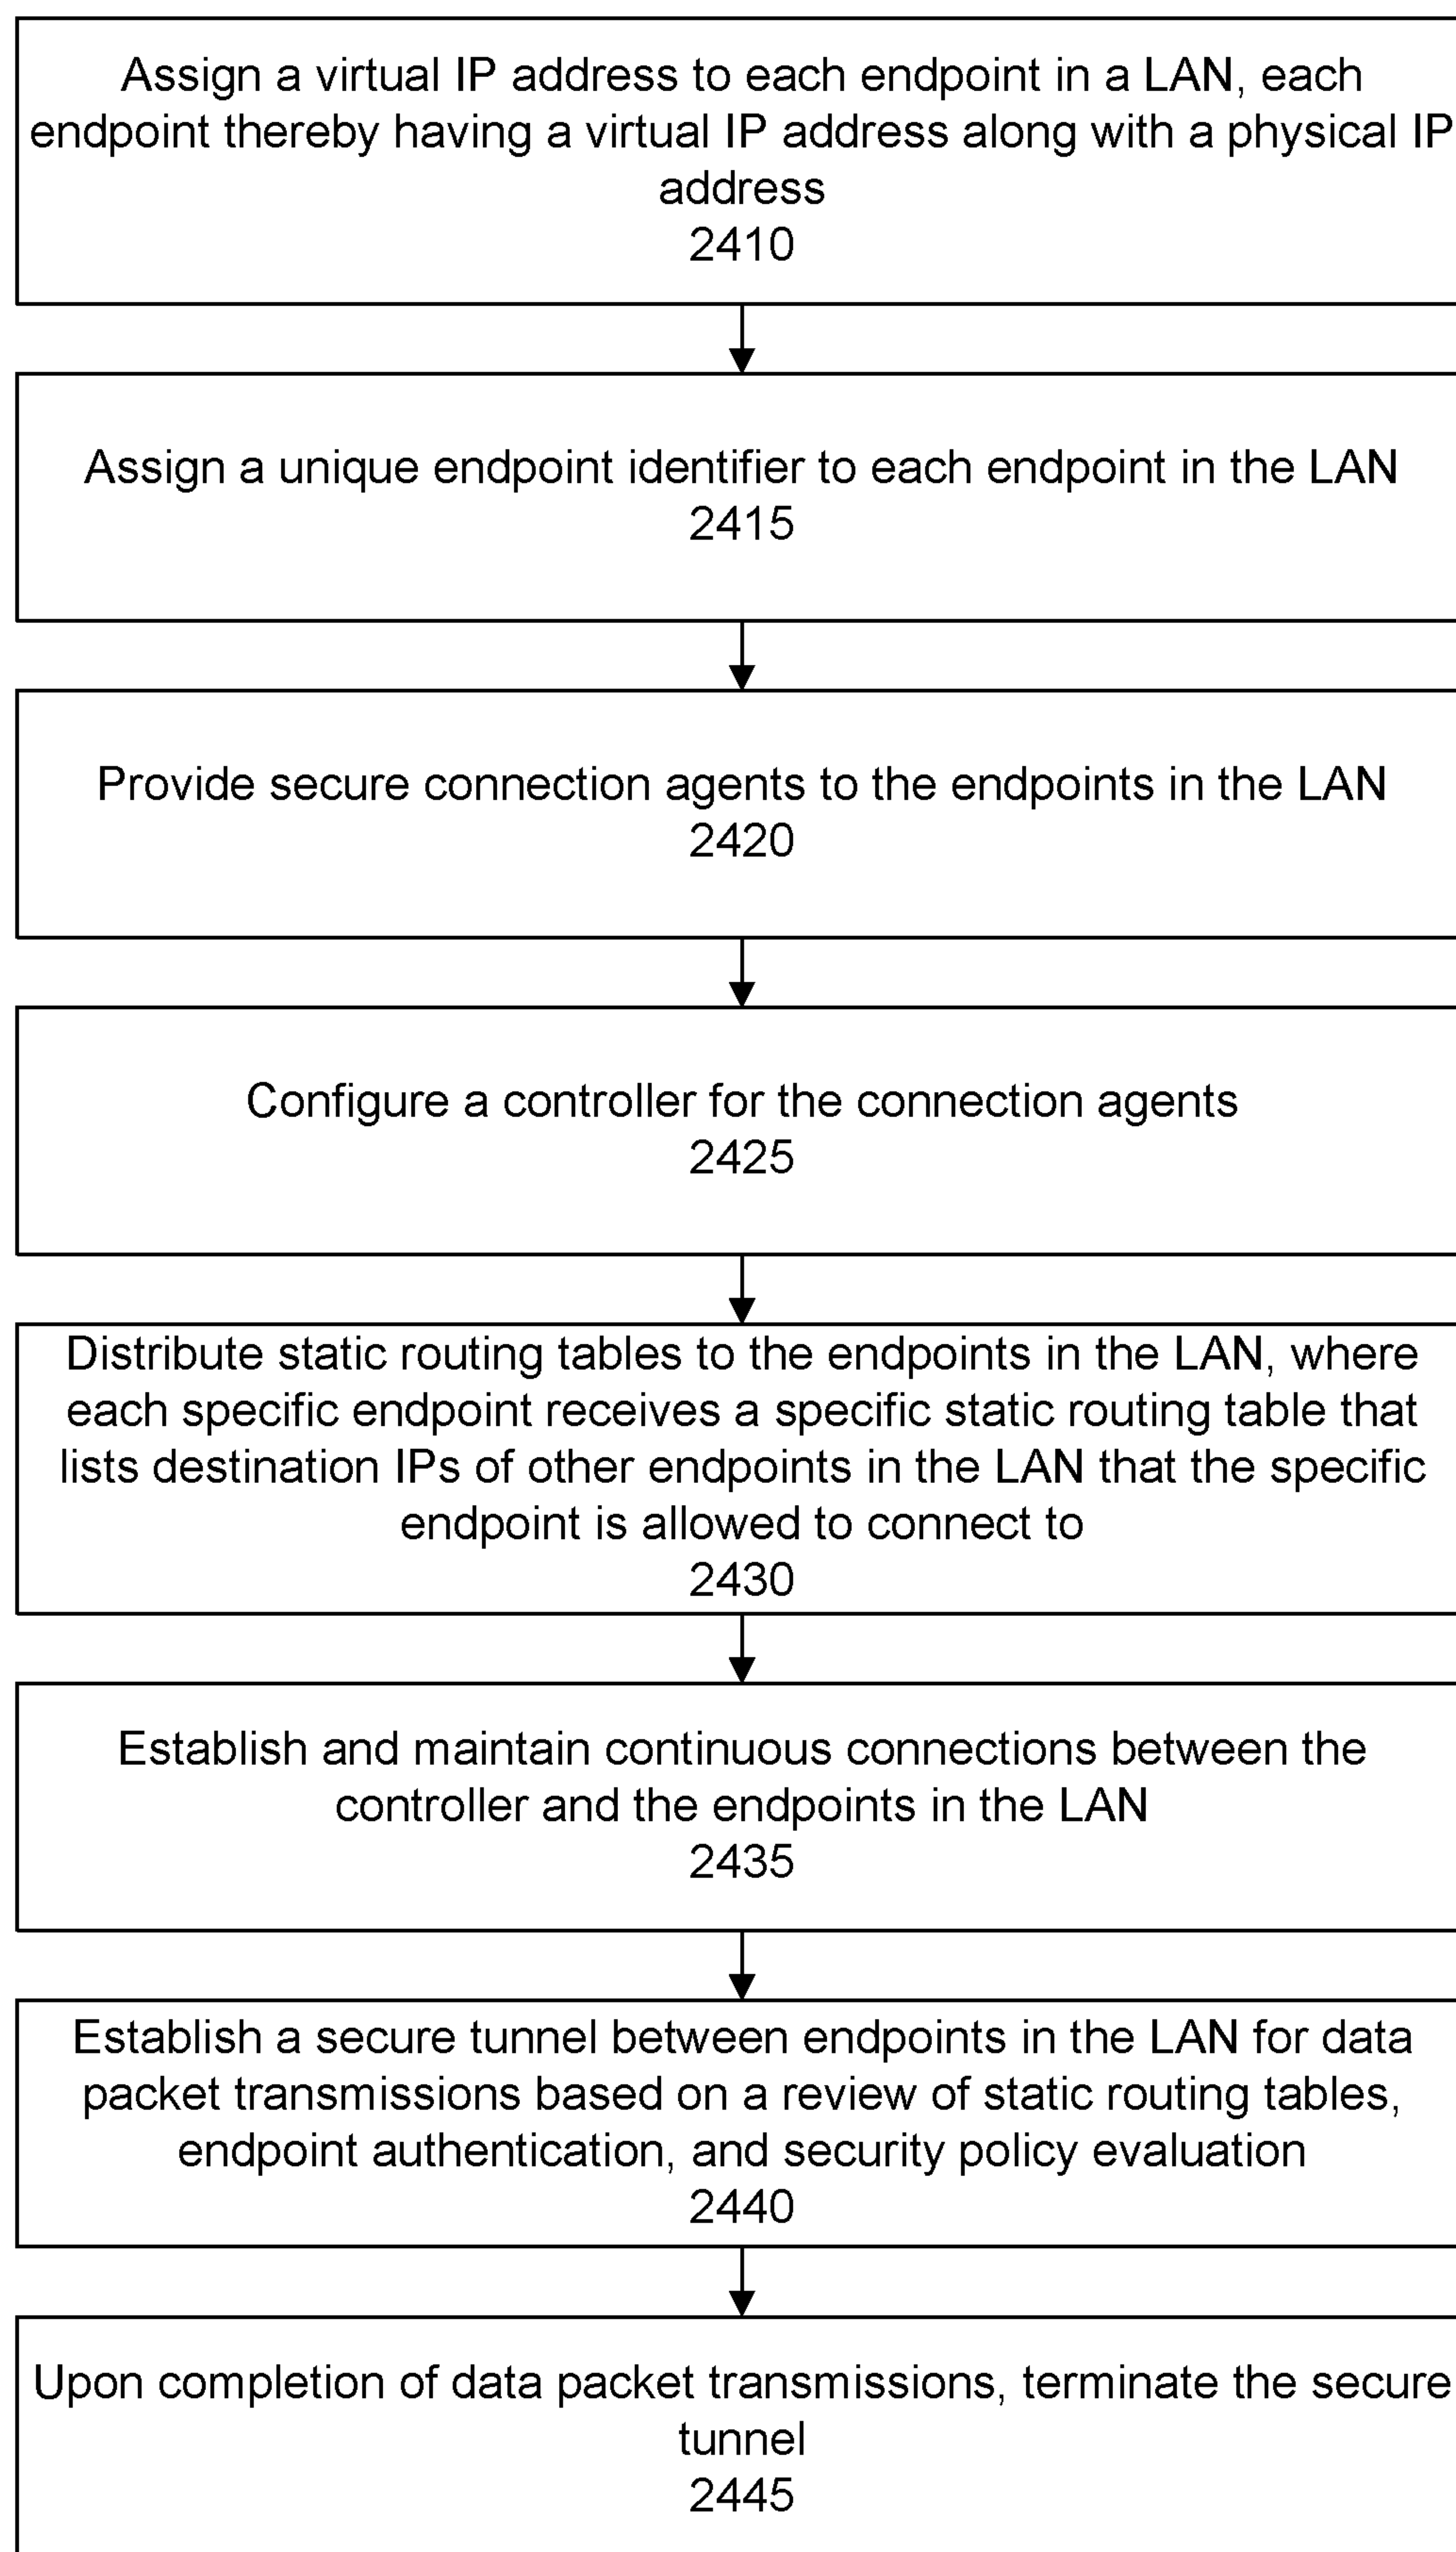 Assign a virtual IP address to each endpoint in a LAN, each
endpoint thereby having a virtual IP address along with a physical IP
address
2410
Assign a unique endpoint identifier to each endpoint in the LAN
2415
Provide secure connection agents to the endpoints in the LAN
2420
Configure a controller for the connection agents
2425
Distribute static routing tables to the endpoints in the LAN, where
each specific endpoint receives a specific static routing table that
lists destination IPs of other endpoints in the LAN that the specific
endpoint is allowed to connect to
2430
Establish and maintain continuous connections between the
controller and the endpoints in the LAN
2435
Establish a secure tunnel between endpoints in the LAN for data
packet transmissions based on a review of static routing tables,
endpoint authentication, and security policy evaluation
2440
Upon completion of data packet transmissions, terminate the secure
tunnel
2445